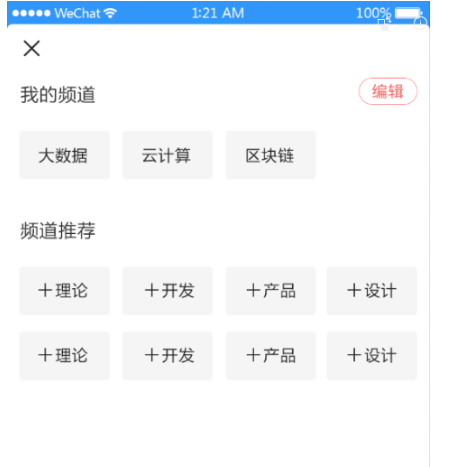 ●●●●● WeChat 1:21 AM 100%
×
我的频道 编辑
大数据 云计算 区块链
频道推荐
＋理论 ＋开发 ＋产品 ＋设计
＋理论 ＋开发 ＋产品 ＋设计